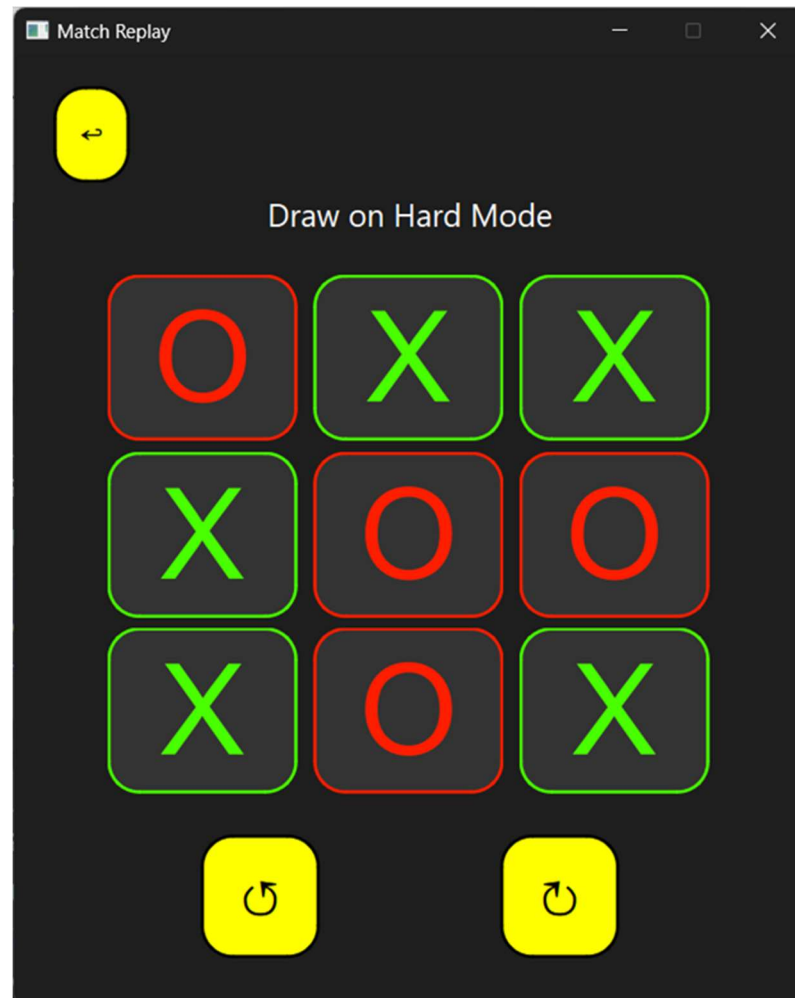 Match Replay
Draw on Hard Mode
O X X
X O O
X O X